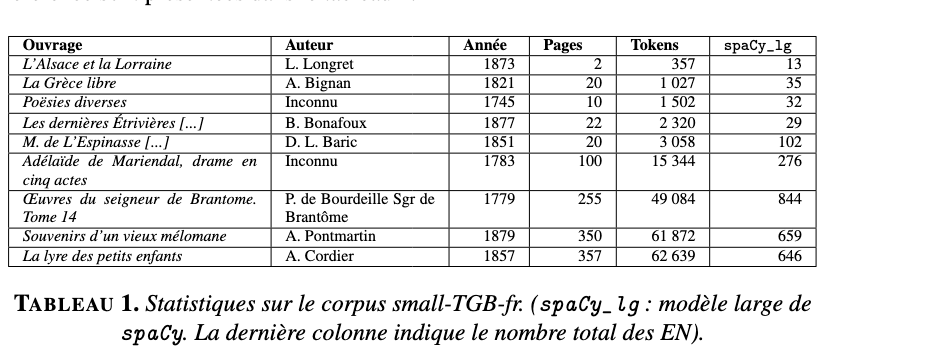 Ouvrage Auteur Année Pages Tokens spaCy_lg
L'Alsace et la Lorraine L. Longret 1873 2 357 13
La Grèce libre A. Bignan 1821 20 1 027 35
Poësies diverses Inconnu 1745 10 1 502 32
Les dernières Étrivières [...] B. Bonafoux 1877 22 2 320 29
M. de L'Espinasse [...] D. L. Baric 1851 20 3 058 102
Adélaïde de Mariendal, drame en Inconnu 1783 100 15 344 276
cinq actes
Œuvres du seigneur de Brantome. P. de Bourdeille Sgr de 1779 255 49 084 844
Tome 14 Brantôme
Souvenirs d'un vieux mélomane A. Pontmartin 1879 350 61 872 659
La lyre des petits enfants A. Cordier 1857 357 62 639 646
TABLEAU 1. Statistiques sur le corpus small-TGB-fr. (spaCy_lg : modèle large de
spaCy. La dernière colonne indique le nombre total des EN).